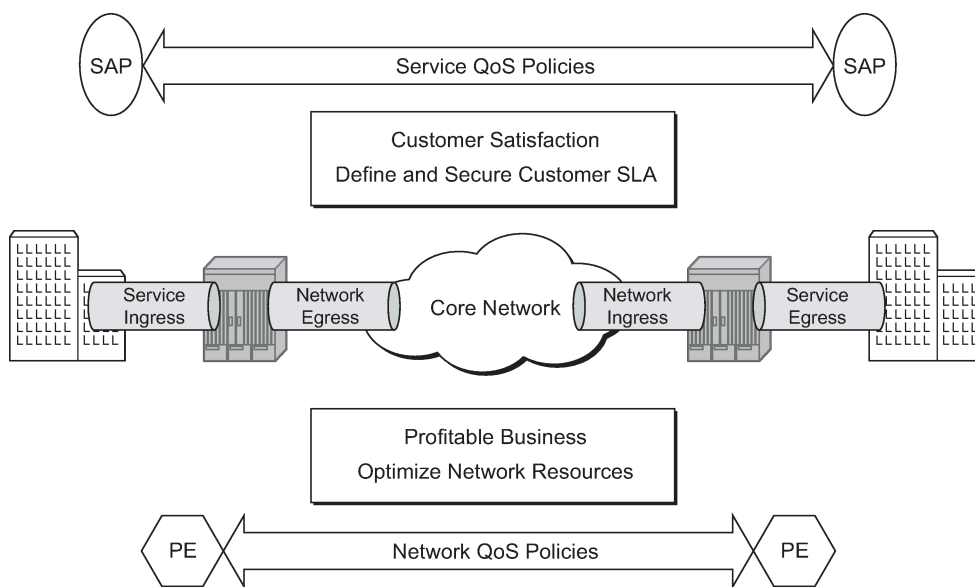 SAP
Service QoS Policies
SAP
Customer Satisfaction
Define and Secure Customer SLA
Service
Ingress
Network
Egress
Core Network
Network
Ingress
Service
Egress
Profitable Business
Optimize Network Resources
PE
Network QoS Policies
PE